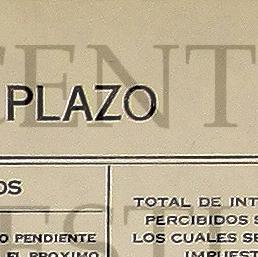 PLAZO
OS
O PENDIENTE
EL PROXIMO
TOTAL DE INT
PERCIBIDOS S
LOS CUALES SE
IMPUEST